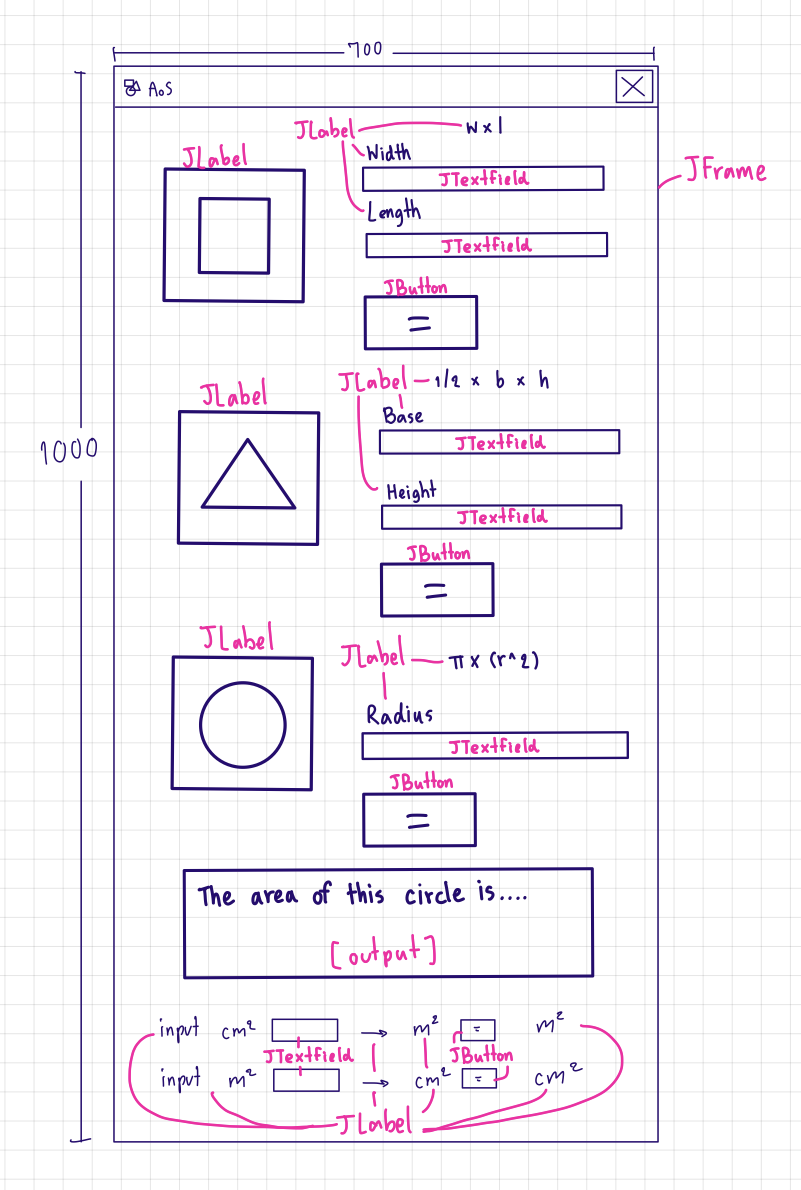 700
AoS
JLabel w x l
JLabel
Width
JTextfield
JFrame
Length
JTextfield
JButton
=
JLabel 1/2 x b x h
JLabel
Base
1000
JTextfield
Height
JTextfield
JButton
=
JLabel
JLabel π x (r^2)
Radius
JTextfield
JButton
=
The area of this circle is....
[output]
input cm² → m² = m²
JTextfield JButton
input m² → cm² = cm²
JLabel